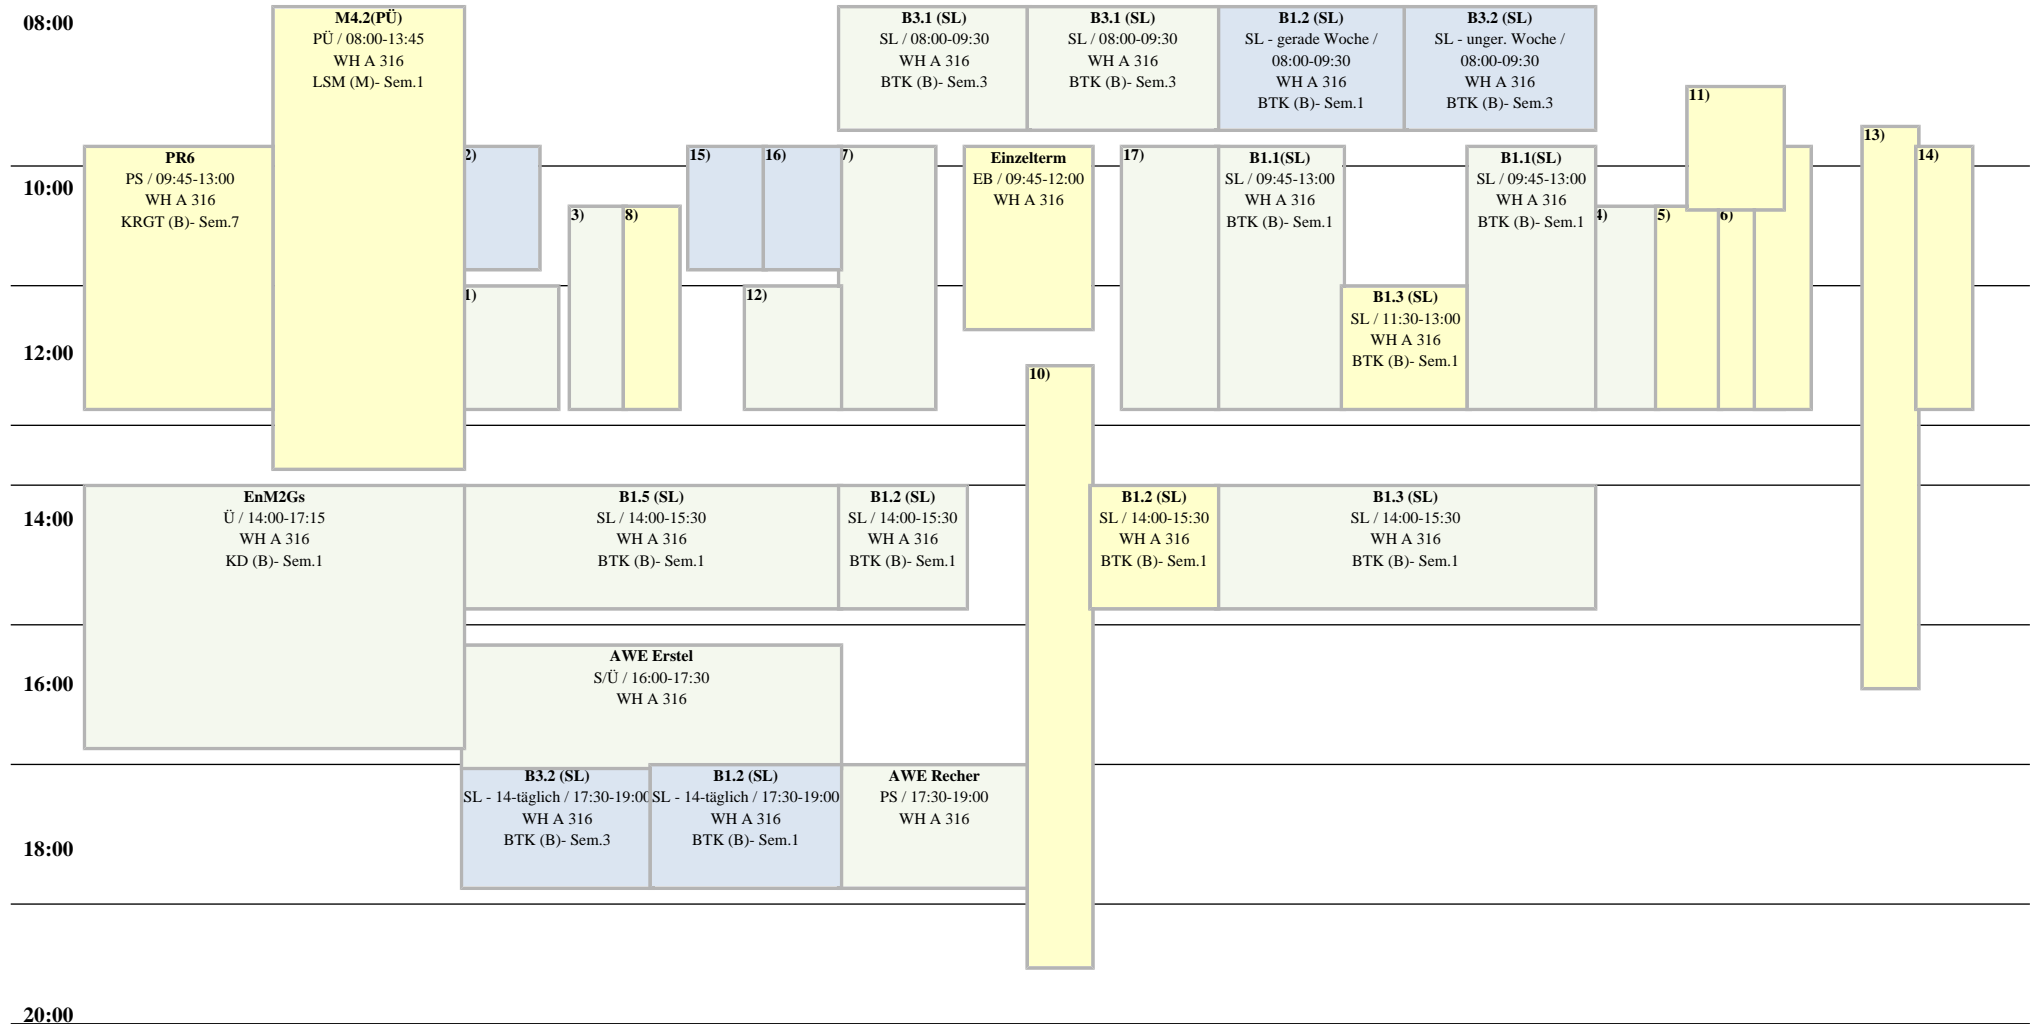 08:00
M4.2(PÜ)
PÜ / 08:00-13:45
WH A 316
LSM (M)- Sem.1
B3.1 (SL)
SL / 08:00-09:30
WH A 316
BTK (B)- Sem.3
B3.1 (SL)
SL / 08:00-09:30
WH A 316
BTK (B)- Sem.3
B1.2 (SL)
SL - gerade Woche /
08:00-09:30
WH A 316
BTK (B)- Sem.1
B3.2 (SL)
SL - unger. Woche /
08:00-09:30
WH A 316
BTK (B)- Sem.3
11)
13)
PR6
PS / 09:45-13:00
WH A 316
KRGT (B)- Sem.7
2)
15)
16)
7)
Einzelterm
EB / 09:45-12:00
WH A 316
17)
B1.1(SL)
SL / 09:45-13:00
WH A 316
BTK (B)- Sem.1
B1.1(SL)
SL / 09:45-13:00
WH A 316
BTK (B)- Sem.1
14)
10:00
3)
8)
4)
5)
6)
1)
12)
B1.3 (SL)
SL / 11:30-13:00
WH A 316
BTK (B)- Sem.1
12:00
10)
EnM2Gs
Ü / 14:00-17:15
WH A 316
KD (B)- Sem.1
B1.5 (SL)
SL / 14:00-15:30
WH A 316
BTK (B)- Sem.1
B1.2 (SL)
SL / 14:00-15:30
WH A 316
BTK (B)- Sem.1
B1.2 (SL)
SL / 14:00-15:30
WH A 316
BTK (B)- Sem.1
B1.3 (SL)
SL / 14:00-15:30
WH A 316
BTK (B)- Sem.1
14:00
AWE Erstel
S/Ü / 16:00-17:30
WH A 316
16:00
B3.2 (SL)
SL - 14-täglich / 17:30-19:00
WH A 316
BTK (B)- Sem.3
B1.2 (SL)
SL - 14-täglich / 17:30-19:00
WH A 316
BTK (B)- Sem.1
AWE Recher
PS / 17:30-19:00
WH A 316
18:00
20:00